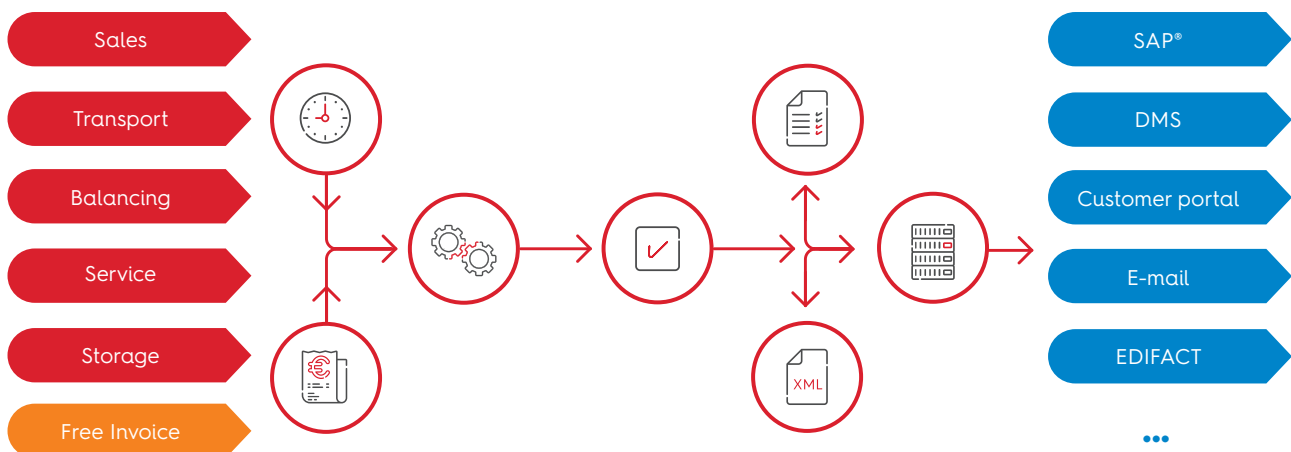 Sales
Transport
Balancing
Service
Storage
Free Invoice
€
XML
SAP®
DMS
Customer portal
E-mail
EDIFACT
...